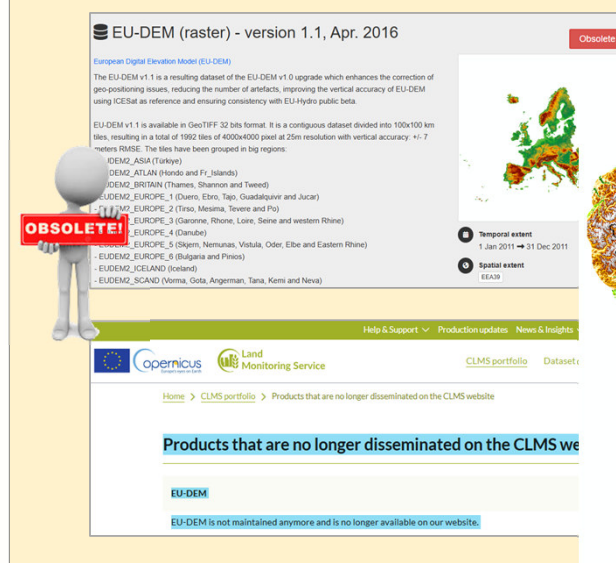 EU-DEM (raster) - version 1.1, Apr. 2016
Obsolete
European Digital Elevation Model (EU-DEM)
The EU-DEM v1.1 is a resulting dataset of the EU-DEM v1.0 upgrade which enhances the correction of
geo-positioning issues, reducing the number of artefacts, improving the vertical accuracy of EU-DEM
using ICESat as reference and ensuring consistency with EU-Hydro public beta.
EU-DEM v1.1 is available in GeoTIFF 32 bits format. It is a contiguous dataset divided into 100x100 km
tiles, resulting in a total of 1992 tiles of 4000x4000 pixel at 25m resolution with vertical accuracy: +/- 7
meters RMSE. The tiles have been grouped in big regions:
EUDEM2_ASIA (Türkiye)
EUDEM2_ATLAN (Hondo and Fr_Islands)
EUDEM2_BRITAIN (Thames, Shannon and Tweed)
EUDEM2_EUROPE_1 (Duero, Ebro, Tajo, Guadalquivir and Jucar)
EUDEM2_EUROPE_2 (Tirso, Mesima, Tevere and Po)
EUDEM2_EUROPE_3 (Garonne, Rhone, Loire, Seine and western Rhine)
EUDEM2_EUROPE_4 (Danube)
EUDEM2_EUROPE_5 (Skjern, Nemunas, Vistula, Oder, Elbe and Eastern Rhine)
- EUDEM2_EUROPE_6 (Bulgaria and Pinios)
- EUDEM2_ICELAND (Iceland)
- EUDEM2_SCAND (Vorma, Gota, Angerman, Tana, Kemi and Neva)
OBSOLETE!
Temporal extent
1 Jan 2011 → 31 Dec 2011
Spatial extent
EEA39
Help & Support Production updates News & Insights
opernicus
Europe's eyes on Earth
Land
Monitoring Service
CLMS portfolio Dataset
Home > CLMS portfolio > Products that are no longer disseminated on the CLMS website
Products that are no longer disseminated on the CLMS we
EU-DEM
EU-DEM is not maintained anymore and is no longer available on our website.